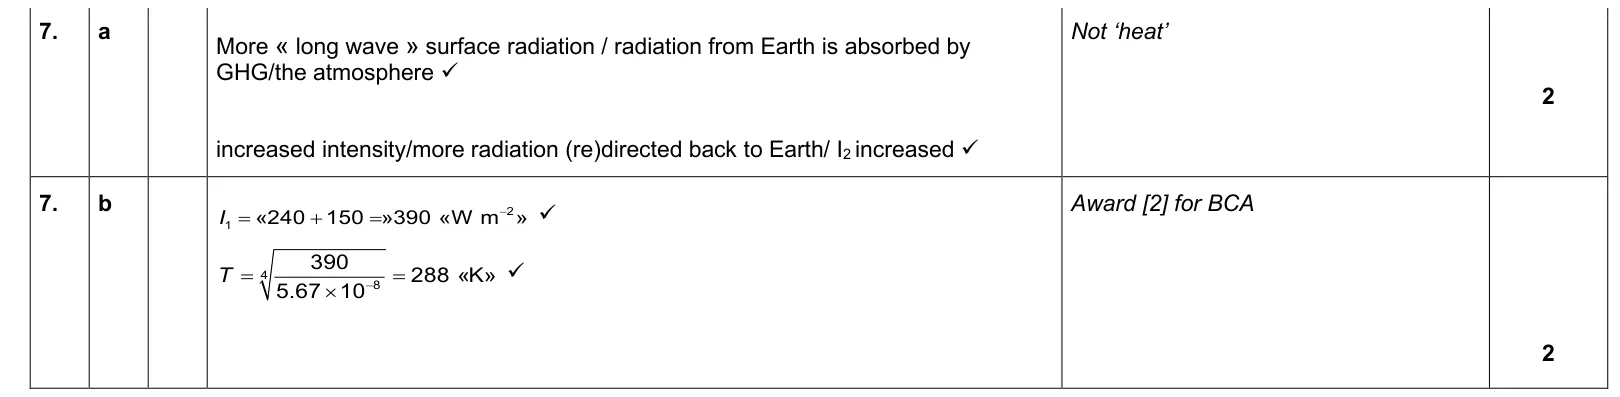 7. a Not ‘heat’
More « long wave » surface radiation / radiation from Earth is absorbed by
GHG/the atmosphere ✓
2
increased intensity/more radiation (re)directed back to Earth/ I₂ increased ✓
7. b I₁ = «240 + 150 =»390 «W m⁻²» ✓ Award [2] for BCA
T = ∜(390 / 5.67 × 10⁻⁸) = 288 «K» ✓
2